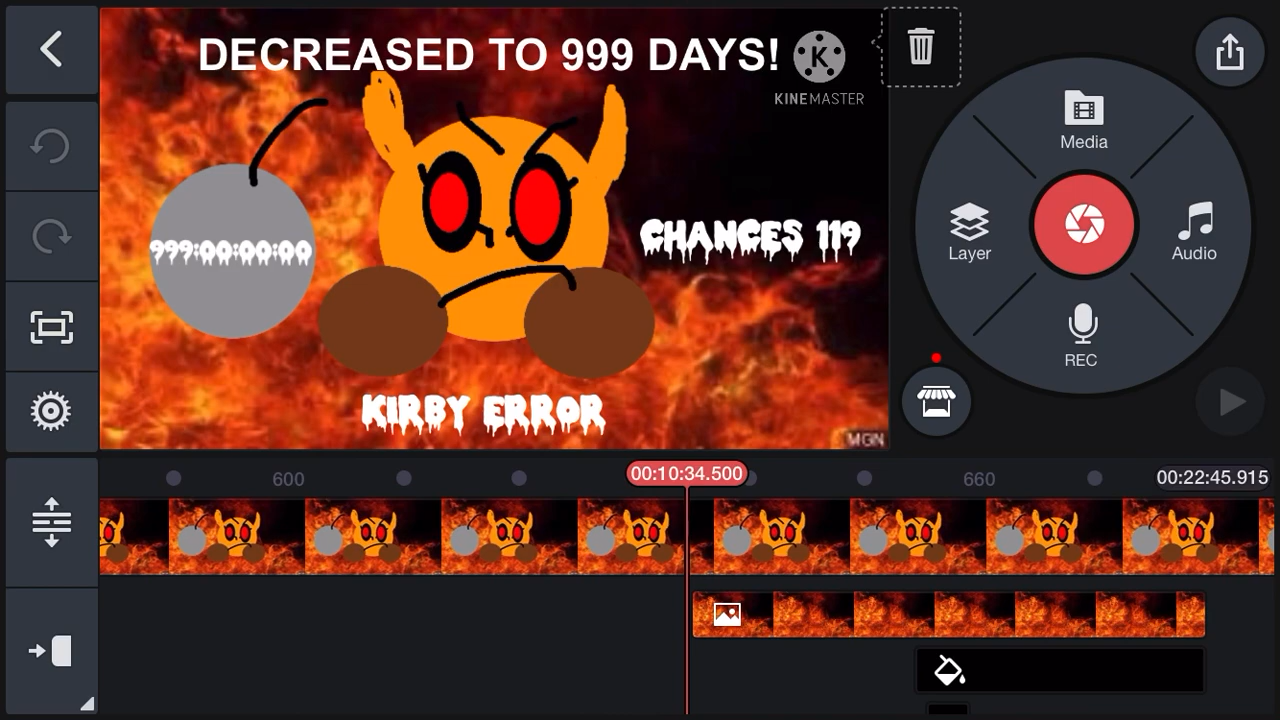 DECREASED TO 999 DAYS!
K
KINEMASTER
Media
999:00:00:00
CHANCES 119
Layer
Audio
REC
KIRBY ERROR
MGN
600
00:10:34.500
660
00:22:45.915